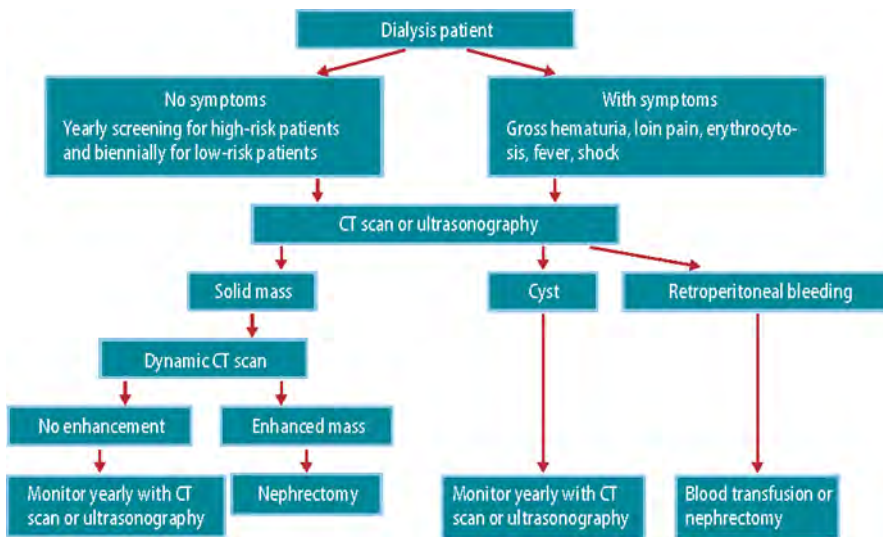 Dialysis patient
No symptoms
Yearly screening for high-risk patients
and biennially for low-risk patients
With symptoms
Gross hematuria, loin pain, erythrocyto-
sis, fever, shock
CT scan or ultrasonography
Solid mass
Cyst
Retroperitoneal bleeding
Dynamic CT scan
No enhancement
Enhanced mass
Monitor yearly with CT
scan or ultrasonography
Nephrectomy
Monitor yearly with CT
scan or ultrasonography
Blood transfusion or
nephrectomy